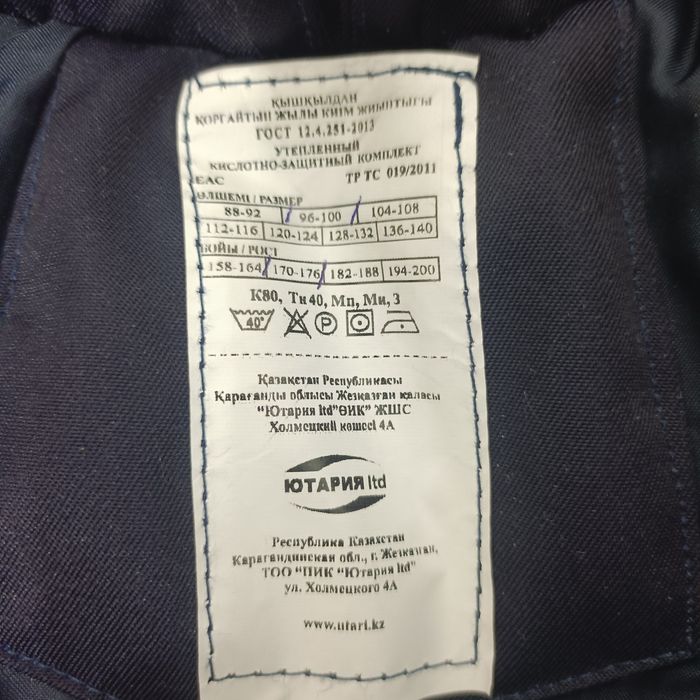 ҚЫШҚЫЛДАН
ҚОРҒАЙТЫН ЖЫЛЫ КИІМ ЖИЫНТЫҒЫ
ГОСТ 12.4.251-2013
УТЕПЛЕННЫЙ
КИСЛОТНО-ЗАЩИТНЫЙ КОМПЛЕКТ
ЕАС ТР ТС 019/2011
ӨЛШЕМІ / РАЗМЕР
88-92 96-100 104-108
112-116 120-124 128-132 136-140
БОЙЫ / РОСТ
158-164 170-176 182-188 194-200
К80, Тн40, Мп, Ми, З
40° P
Қазақстан Республикасы
Қарағанды облысы Жезқазған қаласы
"Ютария ltd"ӨИК" ЖШС
Холмецкий көшесі 4А
ЮТАРИЯ ltd
Республика Казахстан
Карагандинская обл., г. Жезказган,
ТОО "ПИК "Ютария ltd"
ул. Холмецкого 4А
www.utari.kz